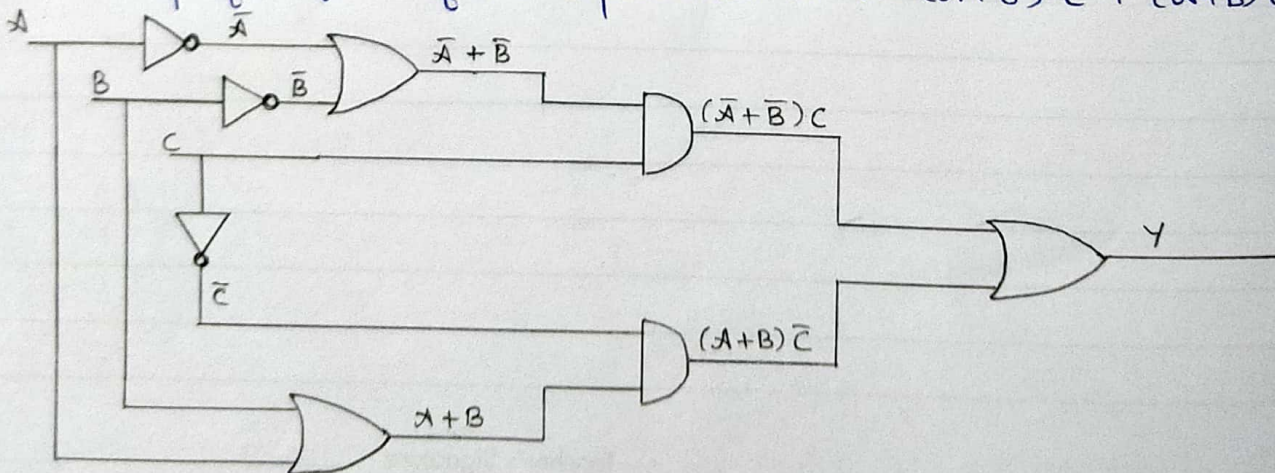 A
Ā
Ā + B̄
B
B̄
(Ā + B̄)C
C
Y
C̄
(A+B)C̄
A+B